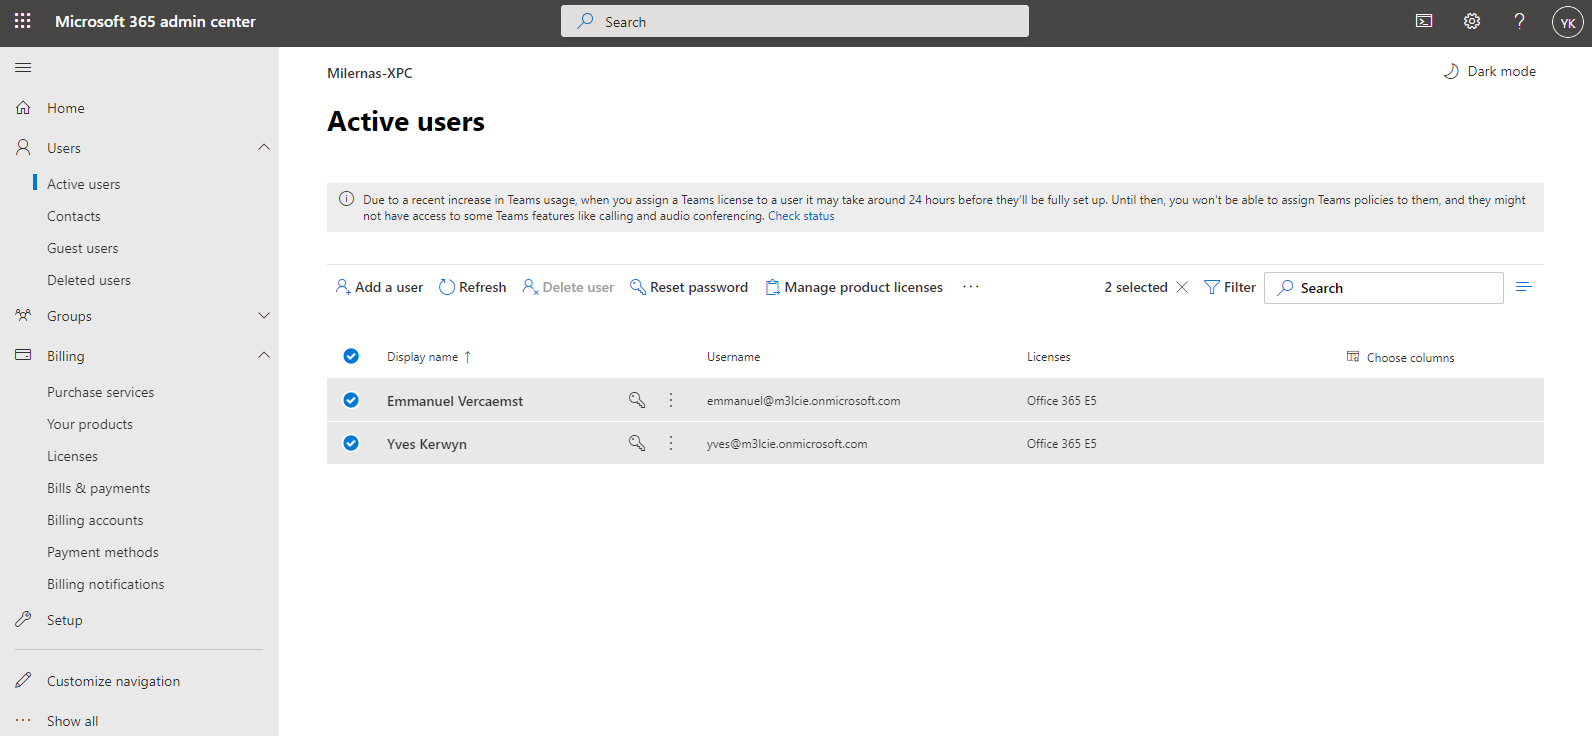 Microsoft 365 admin center
Search
YK
Home
Users
Active users
Contacts
Guest users
Deleted users
Groups
Billing
Purchase services
Your products
Licenses
Bills & payments
Billing accounts
Payment methods
Billing notifications
Setup
Customize navigation
Show all
Milernas-XPC
Dark mode
Active users
Due to a recent increase in Teams usage, when you assign a Teams license to a user it may take around 24 hours before they'll be fully set up. Until then, you won't be able to assign Teams policies to them, and they might
not have access to some Teams features like calling and audio conferencing. Check status
Add a user Refresh Delete user Reset password Manage product licenses ··· 2 selected Filter Search
Display name ↑ Username Licenses Choose columns
Emmanuel Vercaemst emmanuel@m3lcie.onmicrosoft.com Office 365 E5
Yves Kerwyn yves@m3lcie.onmicrosoft.com Office 365 E5